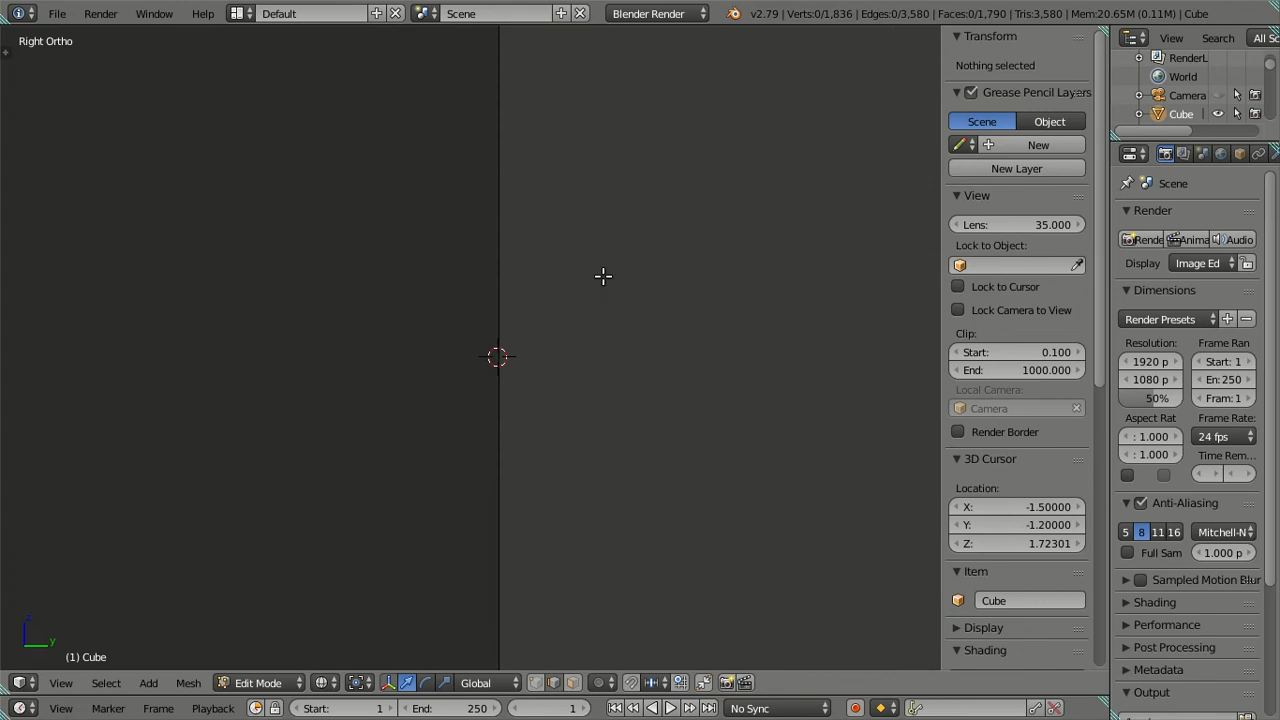 File Render Window Help Default Scene Blender Render v2.79 | Verts:0/1,836 | Edges:0/3,580 | Faces:0/1,790 | Tris:3,580 | Mem:20.65M (0.11M) | Cube
Right Ortho
Transform
Nothing selected
Grease Pencil Layers
Scene Object
New
New Layer
View
Lens: 35.000
Lock to Object:
Lock to Cursor
Lock Camera to View
Clip:
Start: 0.100
End: 1000.000
Local Camera:
Camera
Render Border
3D Cursor
Location:
X: -1.50000
Y: -1.20000
Z: 1.72301
Item
Cube
Display
Shading
View Search All Sc
RenderL
World
Camera
Cube
Scene
Render
Rende Anima Audio
Display Image Ed
Dimensions
Render Presets
Resolution: Frame Ran
1920 p Start: 1
1080 p En: 250
50% Fram: 1
Aspect Rat Frame Rate:
: 1.000 24 fps
: 1.000 Time Rem...
Anti-Aliasing
5 8 11 16 Mitchell-N
Full Sam 1.000 p
Sampled Motion Blur
Shading
Performance
Post Processing
Metadata
Output
z
y
(1) Cube
View Select Add Mesh Edit Mode Global
View Marker Frame Playback Start: 1 End: 250 1 No Sync